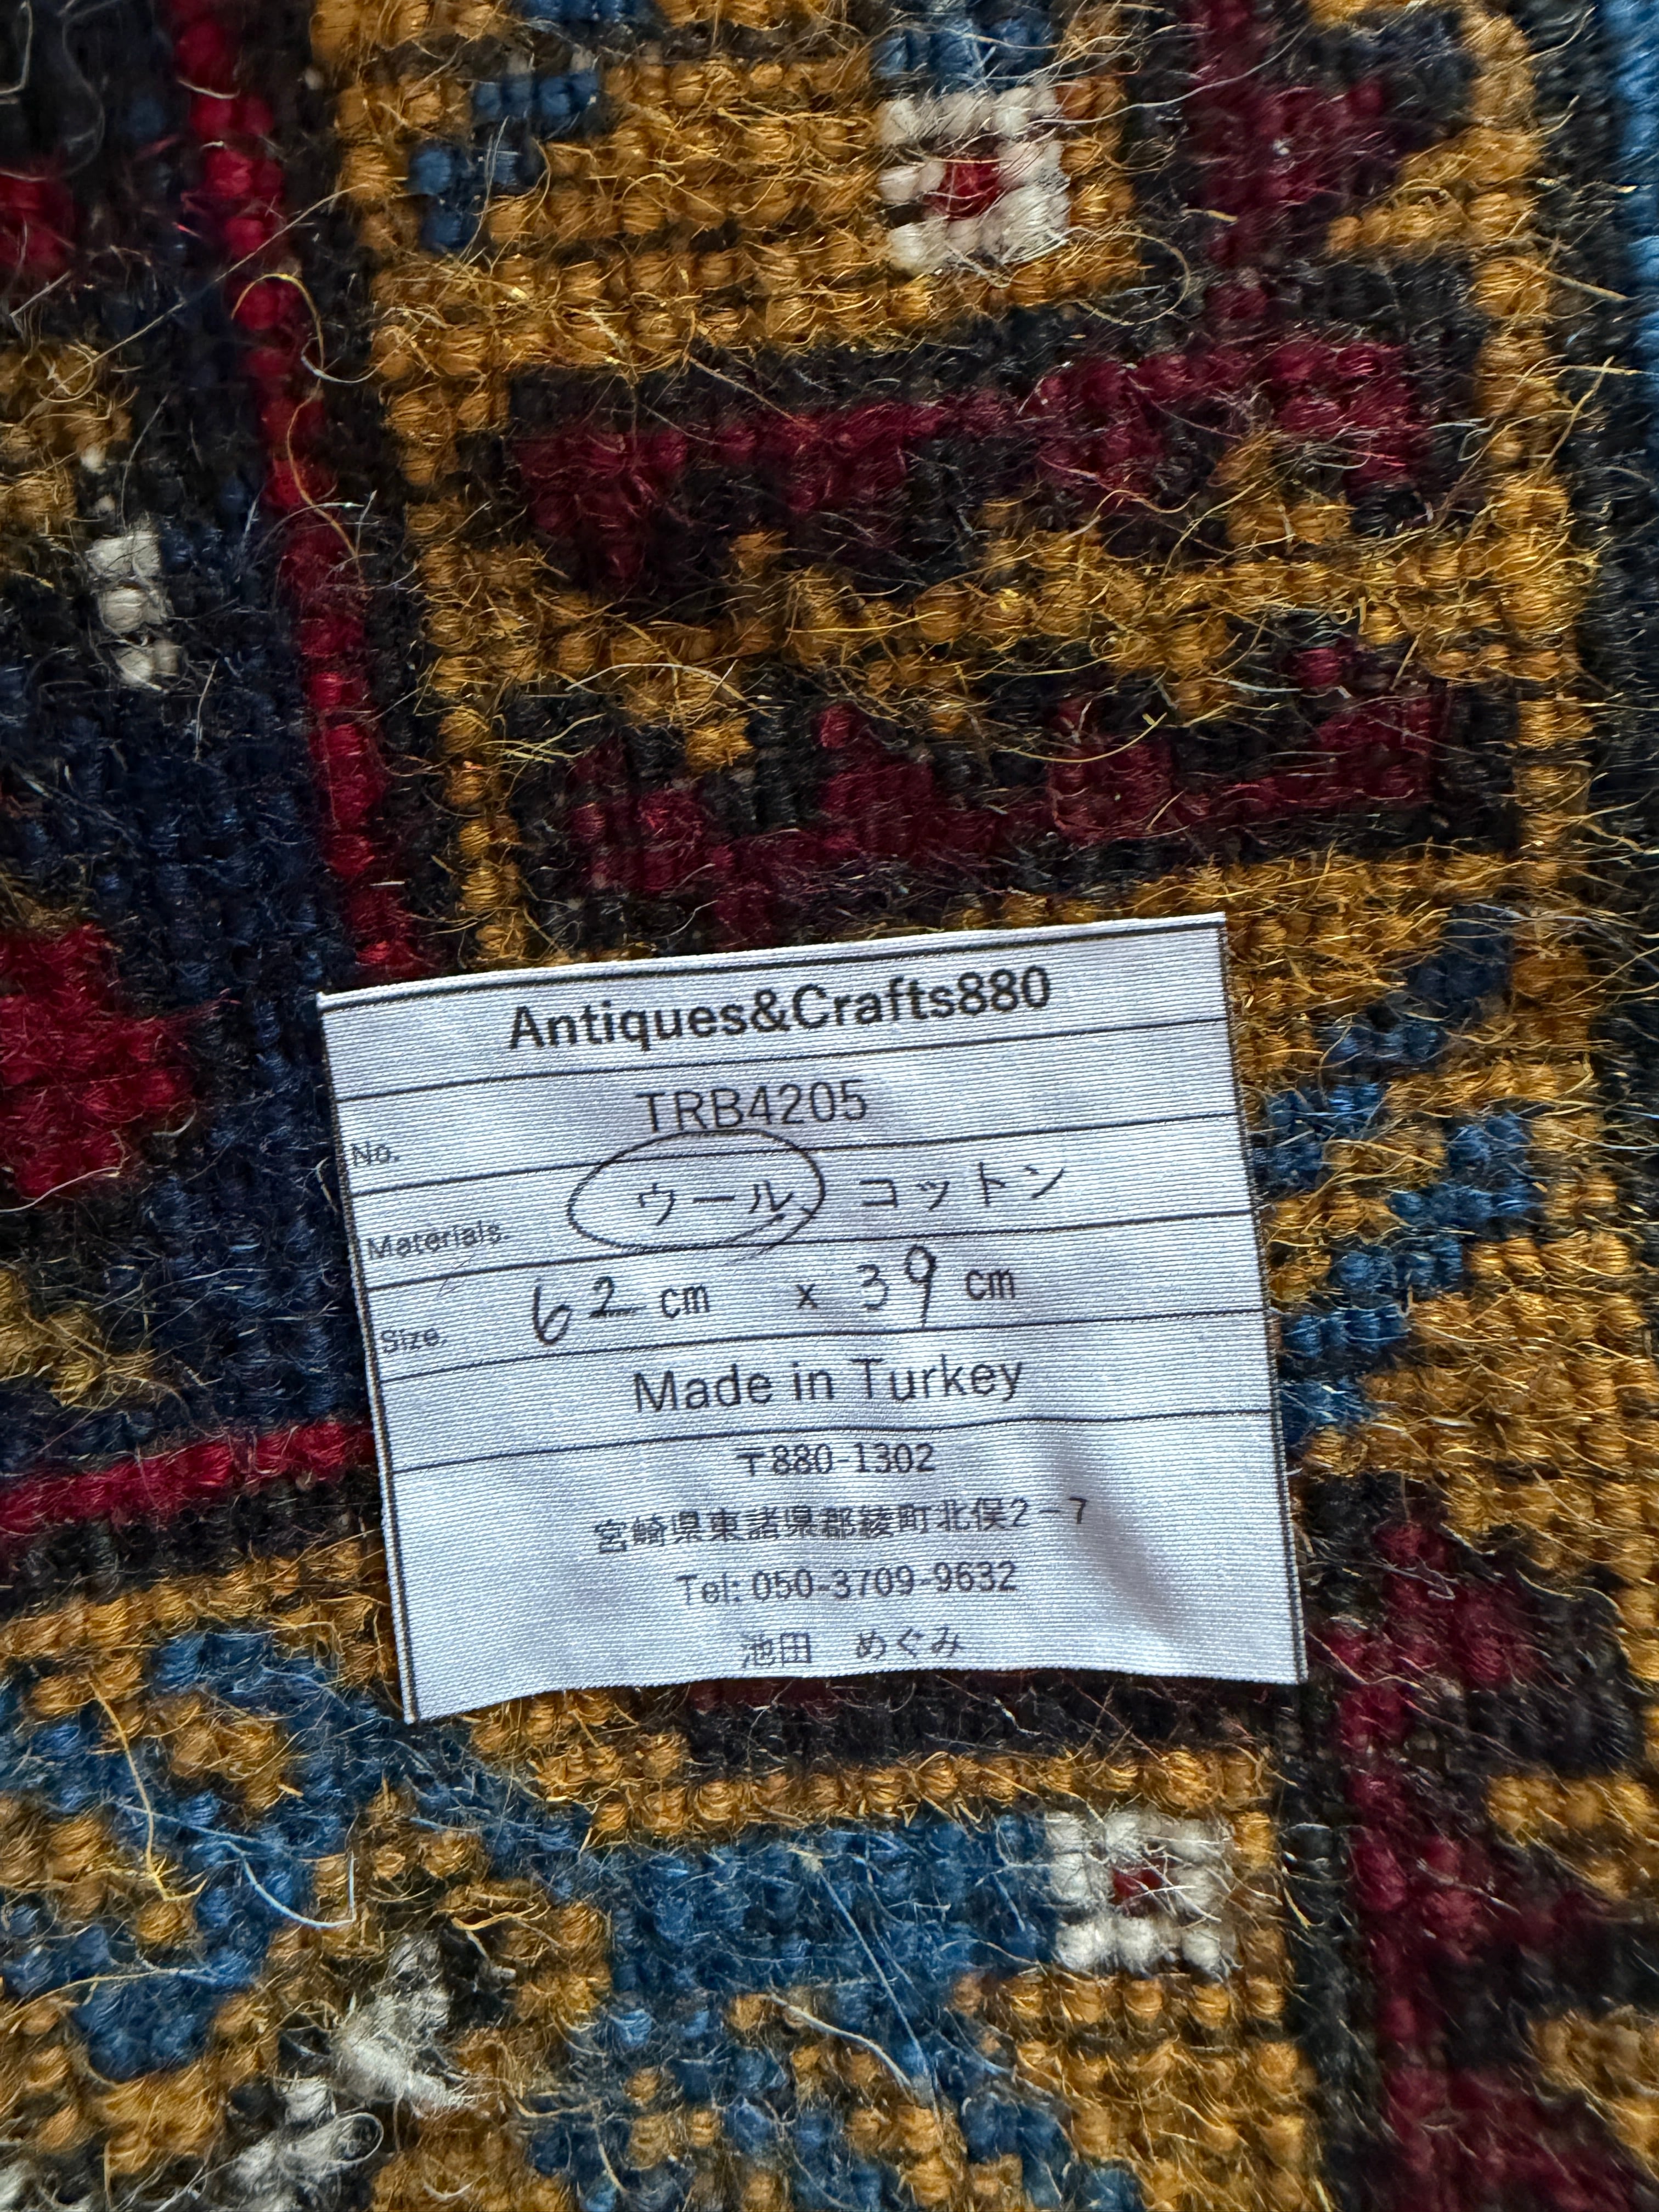 Antiques&Crafts880
No. TRB4205
Materials. ウール、コットン
Size. 62 cm x 39 cm
Made in Turkey
〒880-1302
宮崎県東諸県郡綾町北俣2－7
Tel: 050-3709-9632
池田　めぐみ